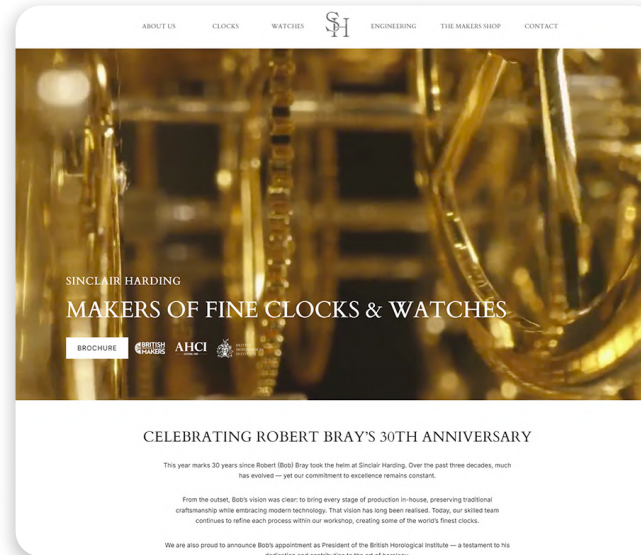 ABOUT US
CLOCKS
WATCHES
SH
ENGINEERING
THE MAKERS SHOP
CONTACT
SINCLAIR HARDING
MAKERS OF FINE CLOCKS & WATCHES
BROCHURE
BRITISH
MAKERS
AHCI
CELEBRATING ROBERT BRAY'S 30TH ANNIVERSARY
This year marks 30 years since Robert (Bob) Bray took the helm at Sinclair Harding. Over the past three decades, much
has evolved — yet our commitment to excellence remains constant.
From the outset, Bob's vision was clear: to bring every stage of production in-house, preserving traditional
craftsmanship while embracing modern technology. That vision has long been realised. Today, our skilled team
continues to refine each process within our workshop, creating some of the world's finest clocks.
We are also proud to announce Bob's appointment as President of the British Horological Institute — a testament to his